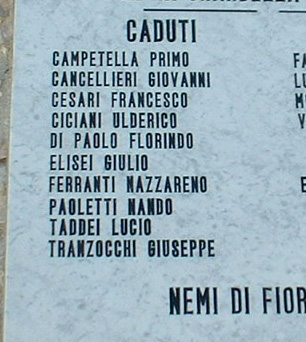 CADUTI
CAMPETELLA PRIMO
CANCELLIERI GIOVANNI
CESARI FRANCESCO
CICIANI ULDERICO
DI PAOLO FLORINDO
ELISEI GIULIO
FERRANTI NAZZARENO
PAOLETTI NANDO
TADDEI LUCIO
TRANZOCCHI GIUSEPPE
NEMI DI FIOR